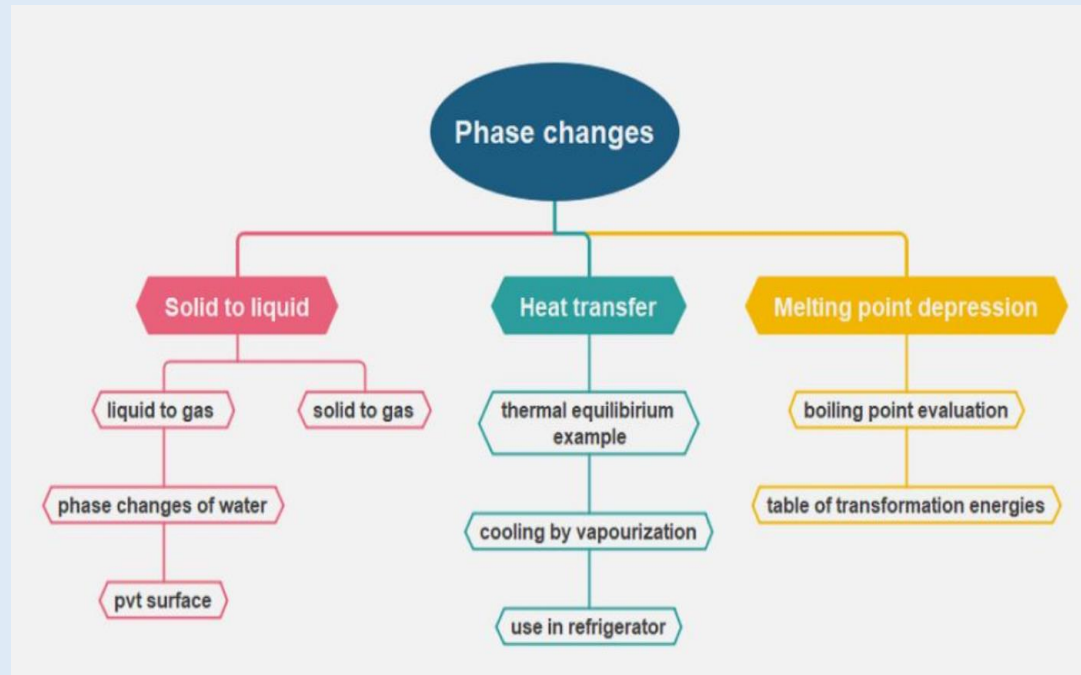 Phase changes
Solid to liquid
Heat transfer
Melting point depression
liquid to gas
solid to gas
thermal equilibirium
example
boiling point evaluation
phase changes of water
cooling by vapourization
table of transformation energies
pvt surface
use in refrigerator